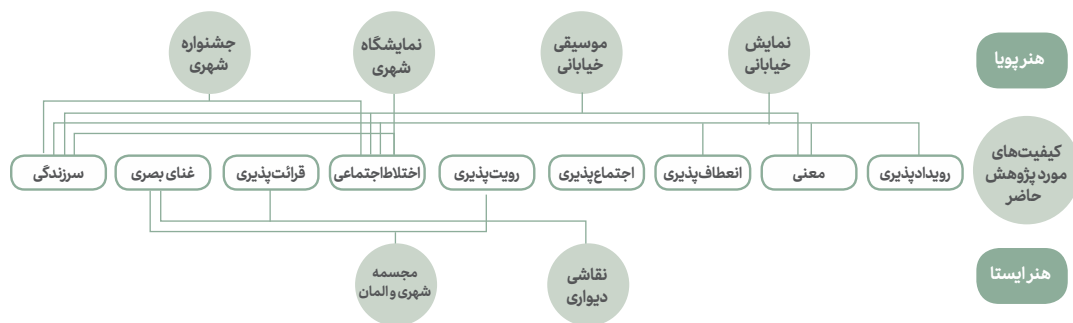 هنر پویا
نمایش
خیابانی
موسیقی
خیابانی
نمایشگاه
شهری
جشنواره
شهری
کیفیت‌های
مورد پژوهش
حاضر
رویدادپذیری
معنی
انعطاف‌پذیری
اجتماع‌پذیری
رویت‌پذیری
اختلاط اجتماعی
قرائت‌پذیری
غنای بصری
سرزندگی
هنر ایستا
نقاشی
دیواری
مجسمه
شهری و المان